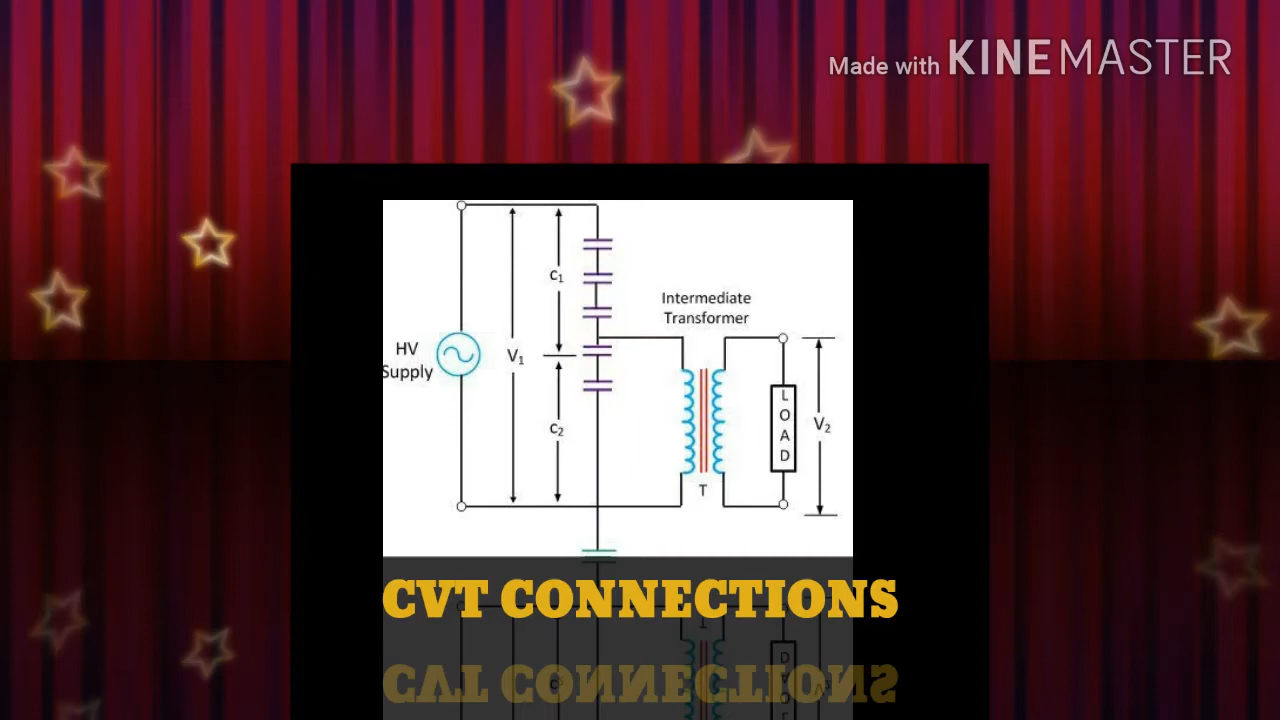 Made with KINEMASTER
c₁
Intermediate
Transformer
HV
Supply
V₁
L
O
A
D
V₂
c₂
T
CVT CONNECTIONS